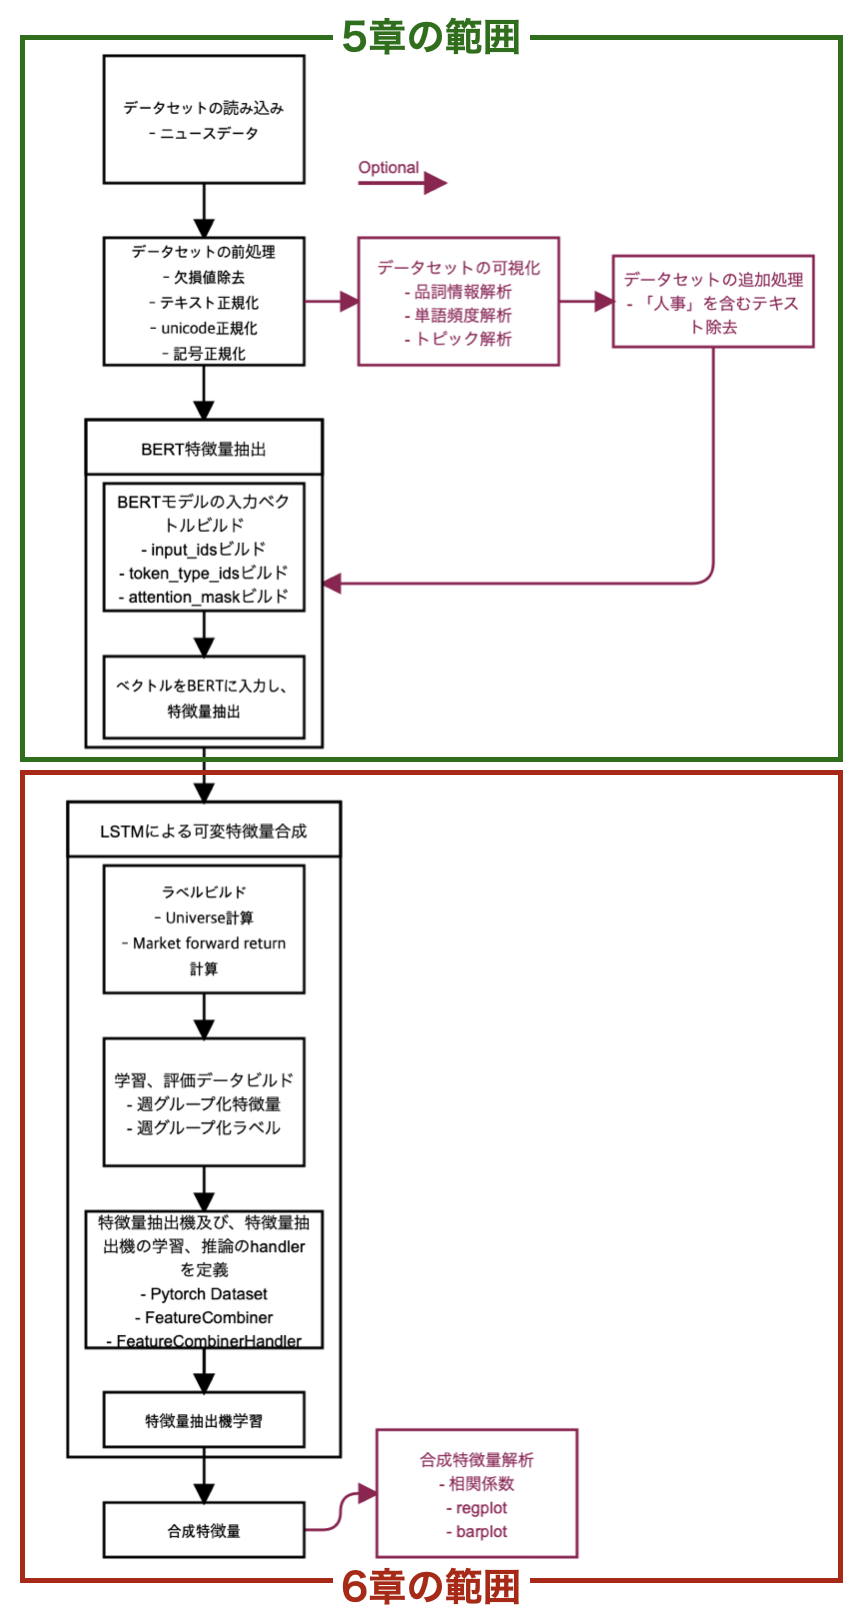 5章の範囲
データセットの読み込み
- ニュースデータ
Optional
データセットの前処理
- 欠損値除去
- テキスト正規化
- unicode正規化
- 記号正規化
データセットの可視化
- 品詞情報解析
- 単語頻度解析
- トピック解析
データセットの追加処理
- 「人事」を含むテキス
ト除去
BERT特徴量抽出
BERTモデルの入力ベク
トルビルド
- input_idsビルド
- token_type_idsビルド
- attention_maskビルド
ベクトルをBERTに入力し、
特徴量抽出
LSTMによる可変特徴量合成
ラベルビルド
- Universe計算
- Market forward return
計算
学習、評価データビルド
- 週グループ化特徴量
- 週グループ化ラベル
特徴量抽出機及び、特徴量抽
出機の学習、推論のhandler
を定義
- Pytorch Dataset
- FeatureCombiner
- FeatureCombinerHandler
特徴量抽出機学習
合成特徴量
合成特徴量解析
- 相関係数
- regplot
- barplot
6章の範囲